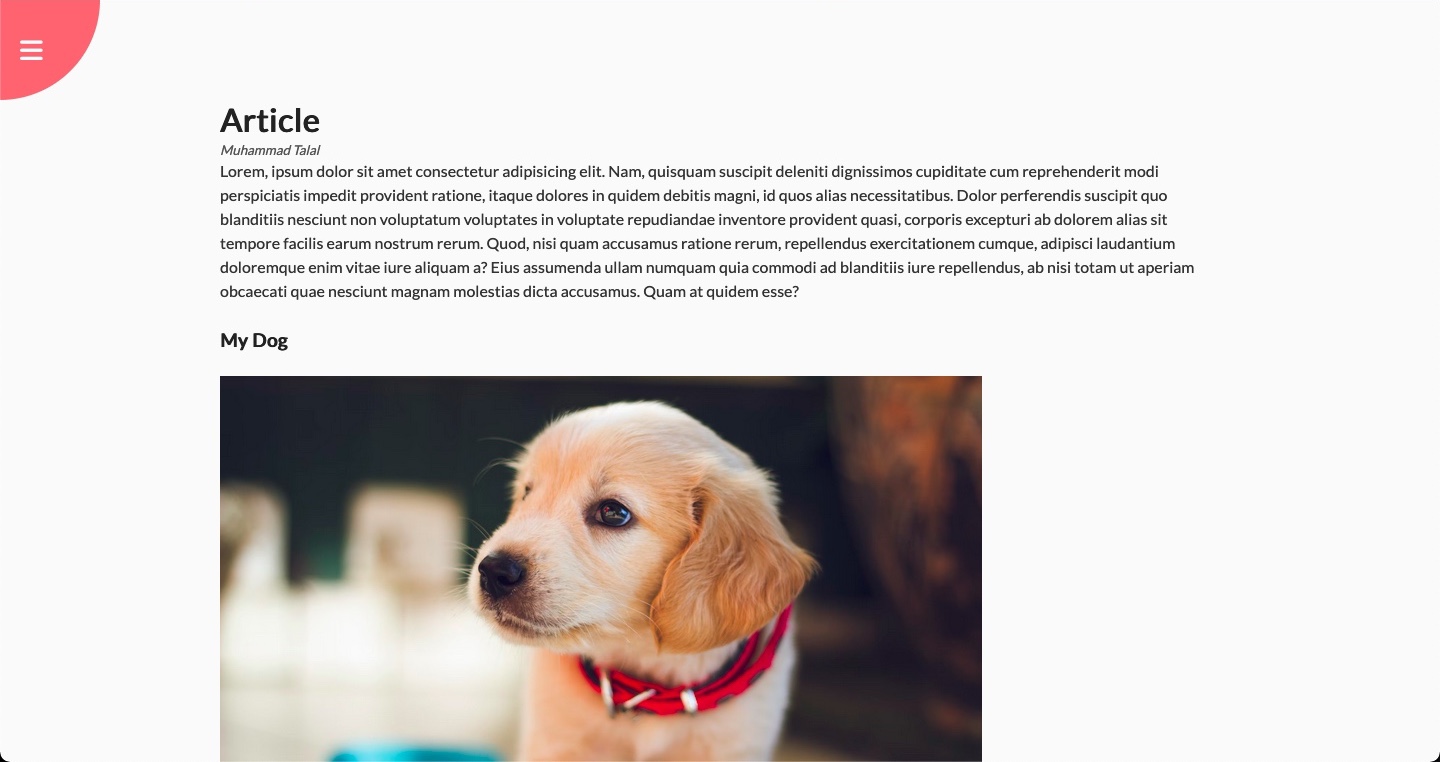 Article
Muhammad Talal
Lorem, ipsum dolor sit amet consectetur adipisicing elit. Nam, quisquam suscipit deleniti dignissimos cupiditate cum reprehenderit modi
perspiciatis impedit provident ratione, itaque dolores in quidem debitis magni, id quos alias necessitatibus. Dolor perferendis suscipit quo
blanditiis nesciunt non voluptatum voluptates in voluptate repudiandae inventore provident quasi, corporis excepturi ab dolorem alias sit
tempore facilis earum nostrum rerum. Quod, nisi quam accusamus ratione rerum, repellendus exercitationem cumque, adipisci laudantium
doloremque enim vitae iure aliquam a? Eius assumenda ullam numquam quia commodi ad blanditiis iure repellendus, ab nisi totam ut aperiam
obcaecati quae nesciunt magnam molestias dicta accusamus. Quam at quidem esse?
My Dog